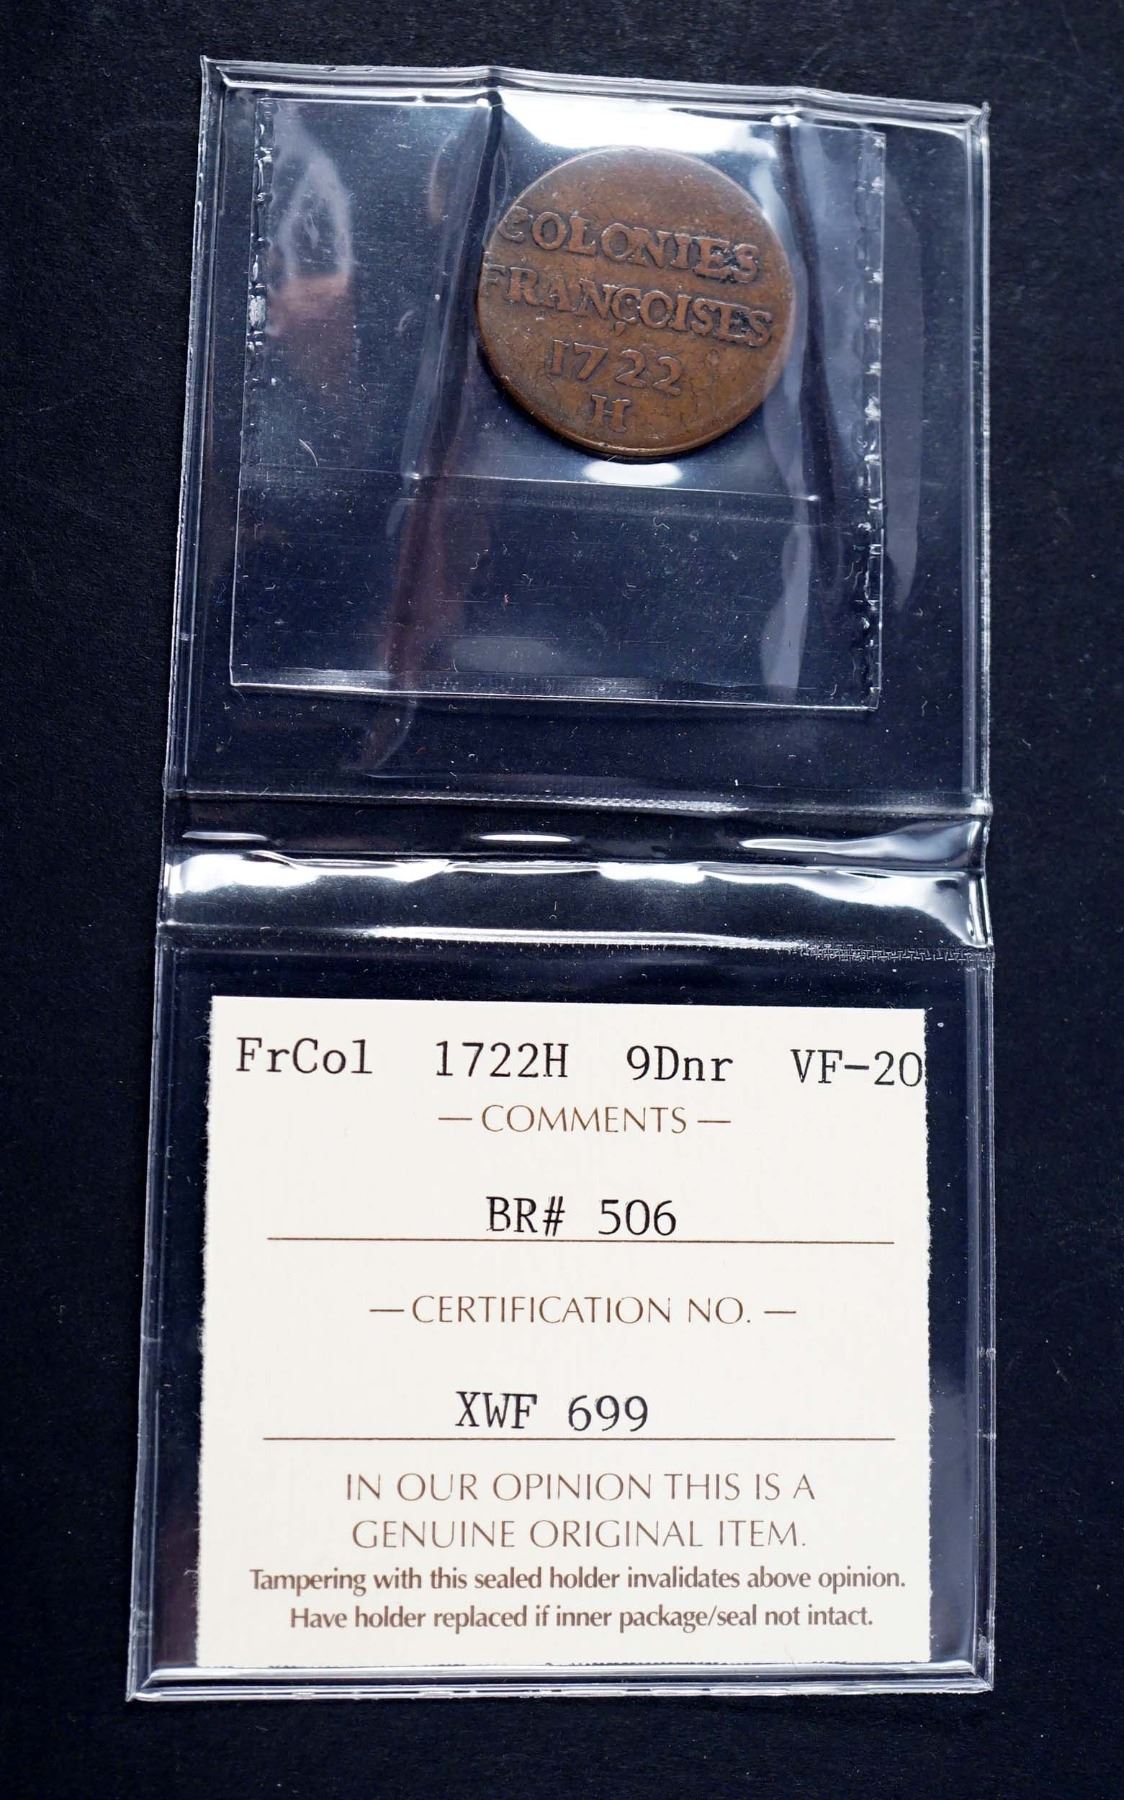 COLONIES
FRANÇOISES
1722
H
FrCol 1722H 9Dnr VF-20
— COMMENTS —
BR# 506
— CERTIFICATION NO. —
XWF 699
IN OUR OPINION THIS IS A
GENUINE ORIGINAL ITEM.
Tampering with this sealed holder invalidates above opinion.
Have holder replaced if inner package/seal not intact.